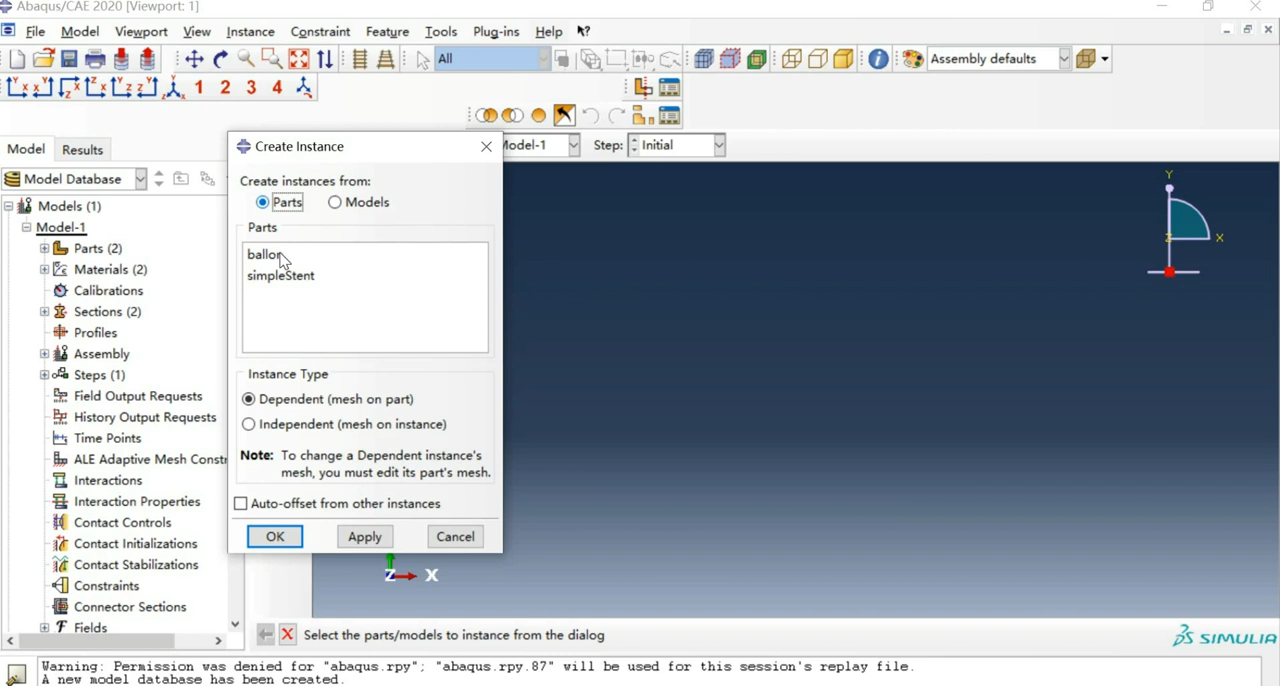 Abaqus/CAE 2020 [Viewport: 1]
File Model Viewport View Instance Constraint Feature Tools Plug-ins Help
All
Assembly defaults
1 2 3 4
Model Results
Model-1 Step: Initial
Model Database
Models (1)
Model-1
Parts (2)
Materials (2)
Calibrations
Sections (2)
Profiles
Assembly
Steps (1)
Field Output Requests
History Output Requests
Time Points
ALE Adaptive Mesh Constr
Interactions
Interaction Properties
Contact Controls
Contact Initializations
Contact Stabilizations
Constraints
Connector Sections
Fields
Create Instance
Create instances from:
Parts Models
Parts
ballon
simpleStent
Instance Type
Dependent (mesh on part)
Independent (mesh on instance)
Note: To change a Dependent instance's
mesh, you must edit its part's mesh.
Auto-offset from other instances
OK Apply Cancel
Y
Z X
Z X
Select the parts/models to instance from the dialog
SIMULIA
Warning: Permission was denied for "abaqus.rpy"; "abaqus.rpy.87" will be used for this session's replay file.
A new model database has been created.